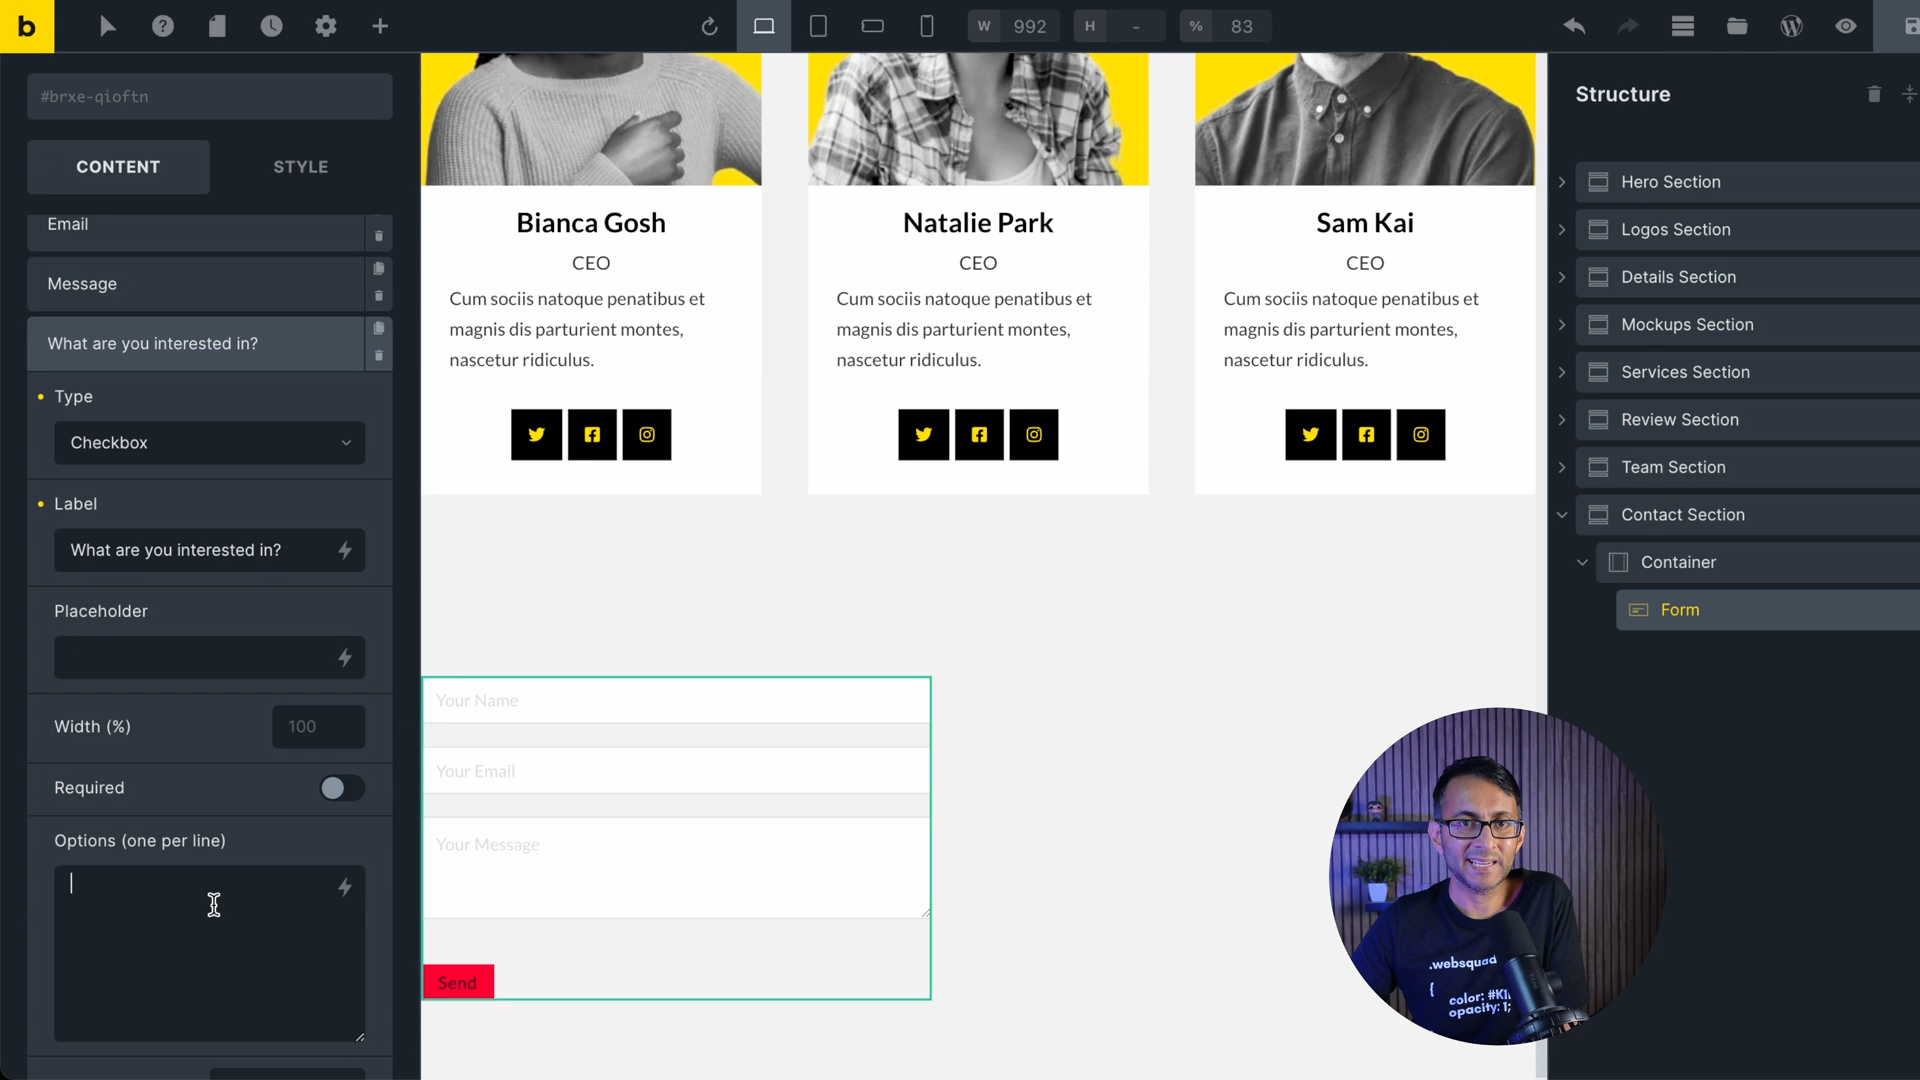 b
W 992 H - % 83
#brxe-qioftn
CONTENT STYLE
Email
Message
What are you interested in?
Type
Checkbox
Label
What are you interested in?
Placeholder
Width (%) 100
Required
Options (one per line)
Bianca Gosh
CEO
Cum sociis natoque penatibus et
magnis dis parturient montes,
nascetur ridiculus.
Natalie Park
CEO
Cum sociis natoque penatibus et
magnis dis parturient montes,
nascetur ridiculus.
Sam Kai
CEO
Cum sociis natoque penatibus et
magnis dis parturient montes,
nascetur ridiculus.
Your Name
Your Email
Your Message
Send
.websquad
{
color: #K
opacity: 1;
Structure
Hero Section
Logos Section
Details Section
Mockups Section
Services Section
Review Section
Team Section
Contact Section
Container
Form